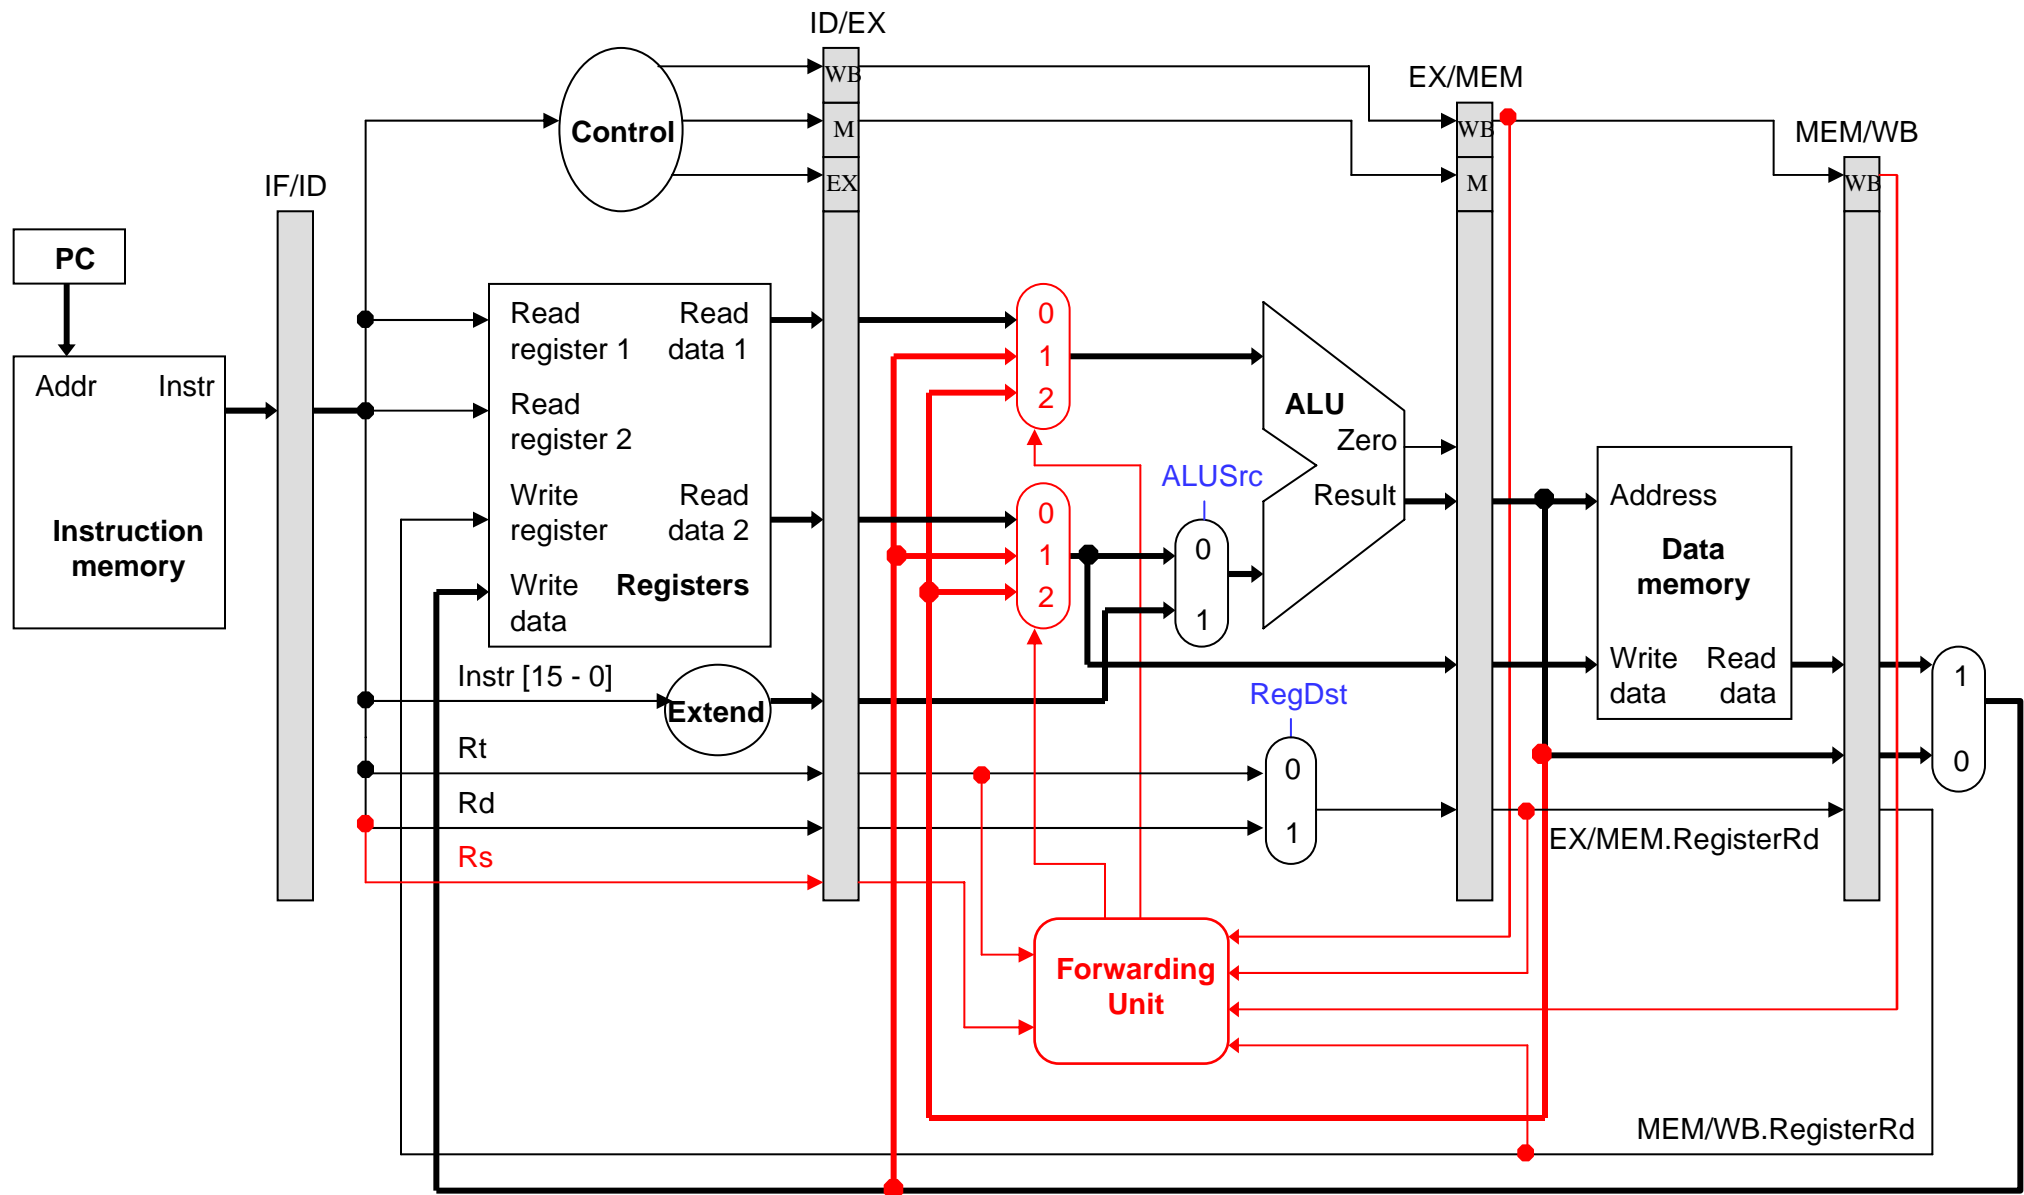 ID/EX
EX/MEM
MEM/WB
IF/ID
WB
M
EX
Control
WB
M
WB
PC
Addr Instr
Instruction
memory
Read
register 1
Read
data 1
Read
register 2
Write
register
Read
data 2
Write
data
Registers
0
1
2
0
1
2
ALUSrc
0
1
ALU
Zero
Result
Address
Data
memory
Write
data
Read
data
1
0
Instr [15 - 0]
Extend
RegDst
0
1
Rt
Rd
Rs
EX/MEM.RegisterRd
Forwarding
Unit
MEM/WB.RegisterRd